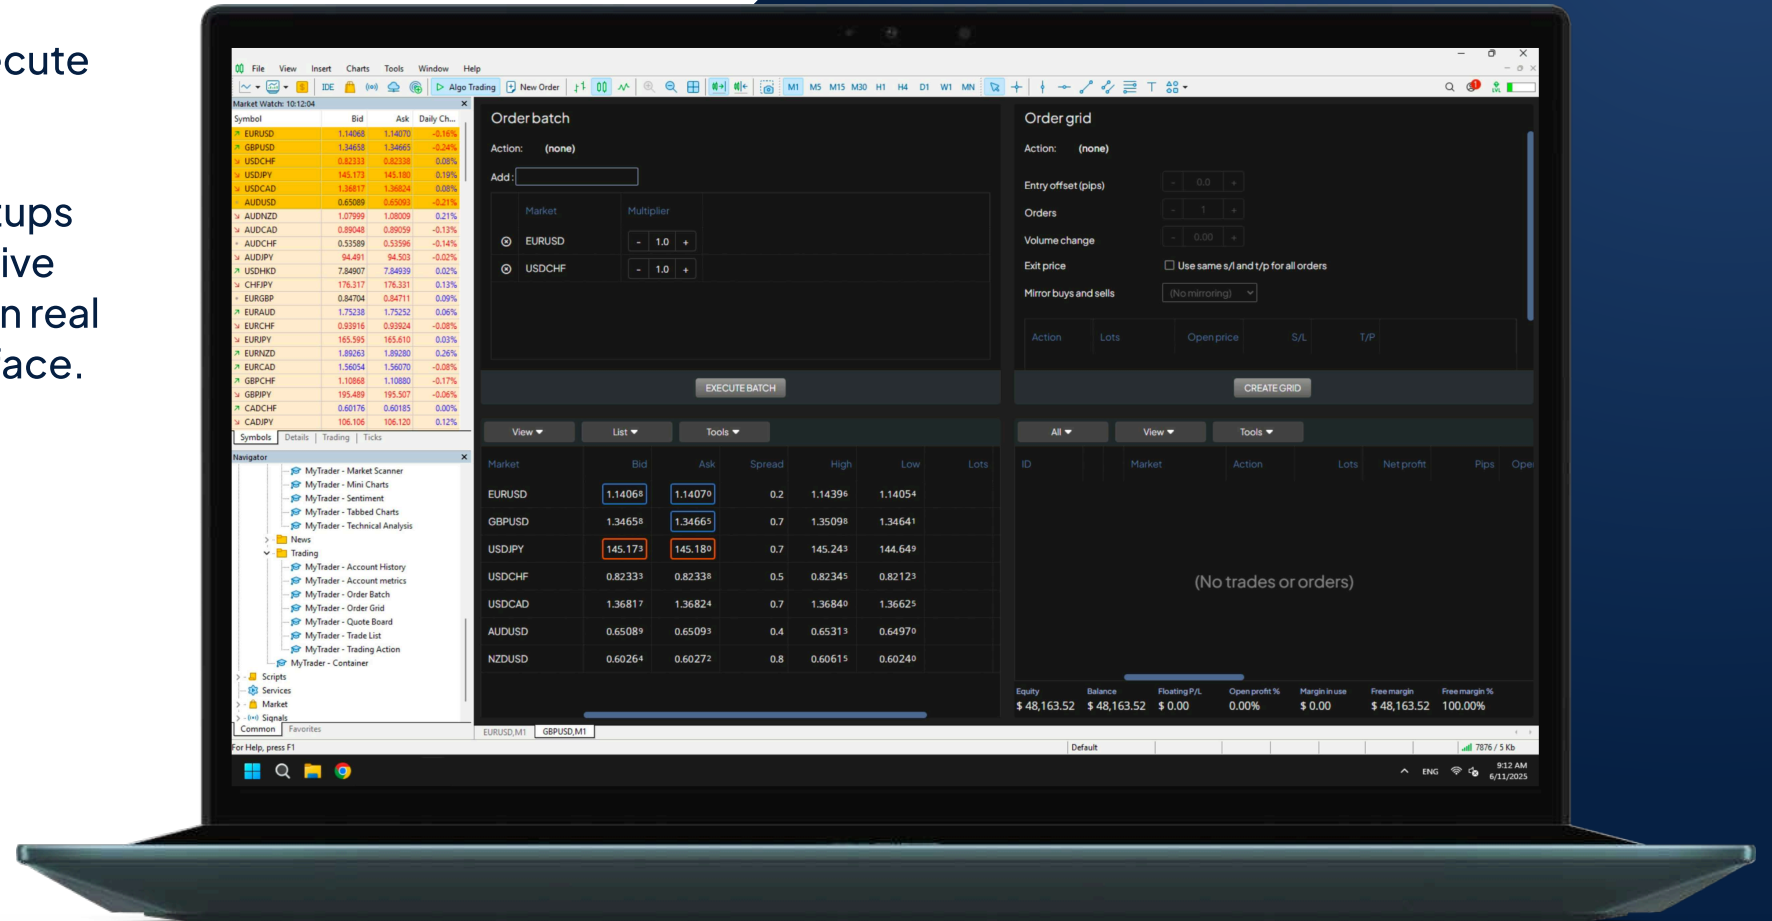 cute
tups
ive
n real
face.
File View Insert Charts Tools Window Help
IDE Algo Trading New Order M1 M5 M15 M30 H1 H4 D1 W1 MN
Market Watch: 10:12:04
Symbol Bid Ask Daily Ch...
EURUSD 1.14068 1.14070 -0.16%
GBPUSD 1.34658 1.34665 -0.24%
USDCHF 0.82333 0.82338 0.08%
USDJPY 145.173 145.180 0.19%
USDCAD 1.36817 1.36824 0.08%
AUDUSD 0.65089 0.65093 -0.21%
AUDNZD 1.07999 1.08009 0.21%
AUDCAD 0.89048 0.89059 -0.13%
AUDCHF 0.53589 0.53596 -0.14%
AUDJPY 94.491 94.503 -0.02%
USDHKD 7.84907 7.84939 0.02%
CHFJPY 176.317 176.331 0.13%
EURGBP 0.84704 0.84711 0.09%
EURAUD 1.75238 1.75252 0.06%
EURCHF 0.93916 0.93924 -0.08%
EURJPY 165.595 165.610 0.03%
EURNZD 1.89263 1.89280 0.26%
EURCAD 1.56054 1.56070 -0.08%
GBPCHF 1.10868 1.10880 -0.17%
GBPJPY 195.489 195.507 -0.06%
CADCHF 0.60176 0.60185 0.00%
CADJPY 106.106 106.120 0.12%
Symbols Details Trading Ticks
Navigator
MyTrader - Market Scanner
MyTrader - Mini Charts
MyTrader - Sentiment
MyTrader - Tabbed Charts
MyTrader - Technical Analysis
News
Trading
MyTrader - Account History
MyTrader - Account metrics
MyTrader - Order Batch
MyTrader - Order Grid
MyTrader - Quote Board
MyTrader - Trade List
MyTrader - Trading Action
MyTrader - Container
Scripts
Services
Market
Signals
Common Favorites
For Help, press F1
Order batch
Action: (none)
Add:
Market Multiplier
EURUSD - 1.0 +
USDCHF - 1.0 +
EXECUTE BATCH
Order grid
Action: (none)
Entry offset (pips) - 0.0 +
Orders - 1 +
Volume change - 0.00 +
Exit price Use same s/l and t/p for all orders
Mirror buys and sells (No mirroring)
Action Lots Open price S/L T/P
CREATE GRID
View List Tools
Market Bid Ask Spread High Low Lots
EURUSD 1.14068 1.14070 0.2 1.14396 1.14054
GBPUSD 1.34658 1.34665 0.7 1.35098 1.34641
USDJPY 145.173 145.180 0.7 145.243 144.649
USDCHF 0.82333 0.82338 0.5 0.82345 0.82123
USDCAD 1.36817 1.36824 0.7 1.36840 1.36625
AUDUSD 0.65089 0.65093 0.4 0.65313 0.64970
NZDUSD 0.60264 0.60272 0.8 0.60615 0.60240
All View Tools
ID Market Action Lots Net profit Pips Ope
(No trades or orders)
Equity Balance Floating P/L Open profit % Margin in use Free margin Free margin %
$ 48,163.52 $ 48,163.52 $ 0.00 0.00% $ 0.00 $ 48,163.52 100.00%
EURUSD,M1 GBPUSD,M1
Default
7876 / 5 Kb
ENG
9:12 AM
6/11/2025